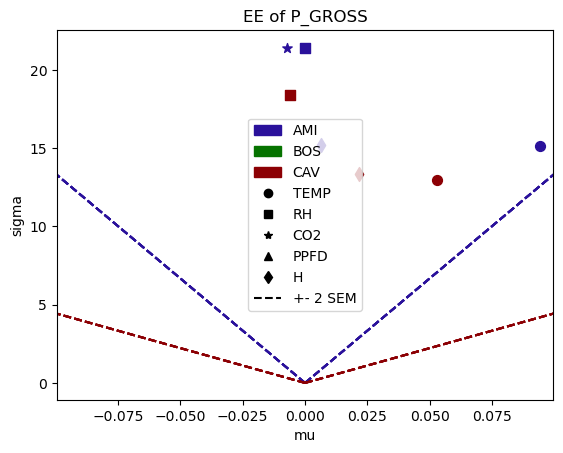 EE of P_GROSS
sigma
20
15
10
5
0
AMI
BOS
CAV
TEMP
RH
CO2
PPFD
H
+- 2 SEM
−0.075 −0.050 −0.025 0.000 0.025 0.050 0.075
mu